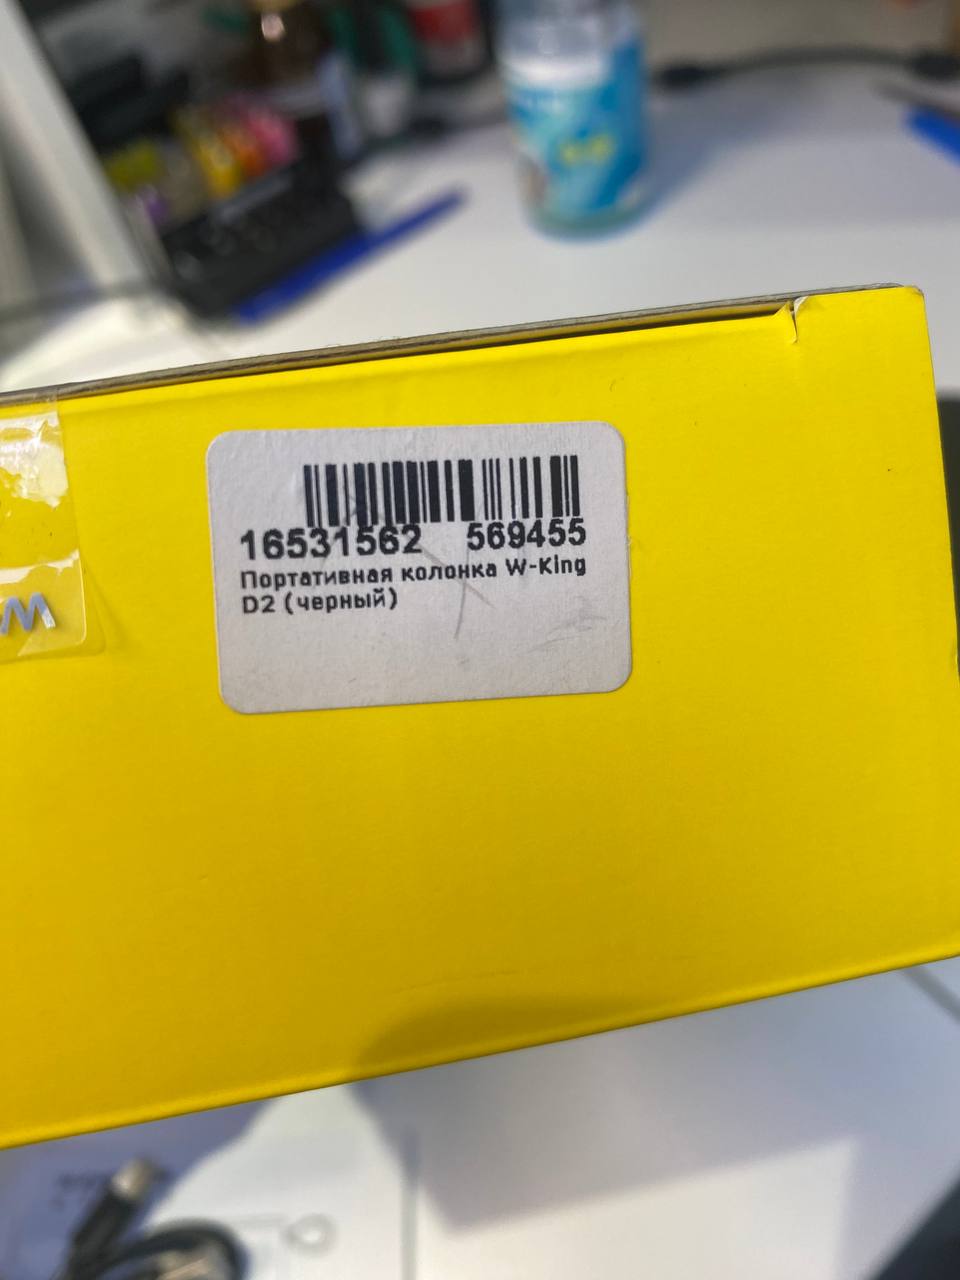 16531562 569455
Портативная колонка W-King
D2 (черный)